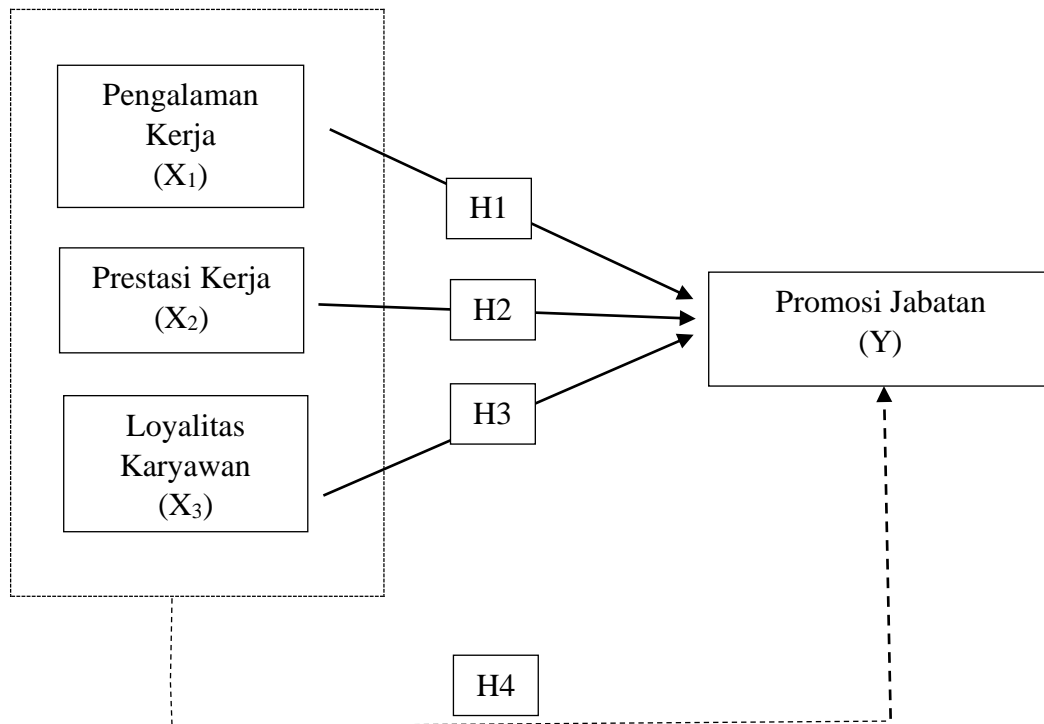 Pengalaman
Kerja
(X₁)
H1
Prestasi Kerja
(X₂)
H2
Promosi Jabatan
(Y)
Loyalitas
Karyawan
(X₃)
H3
H4